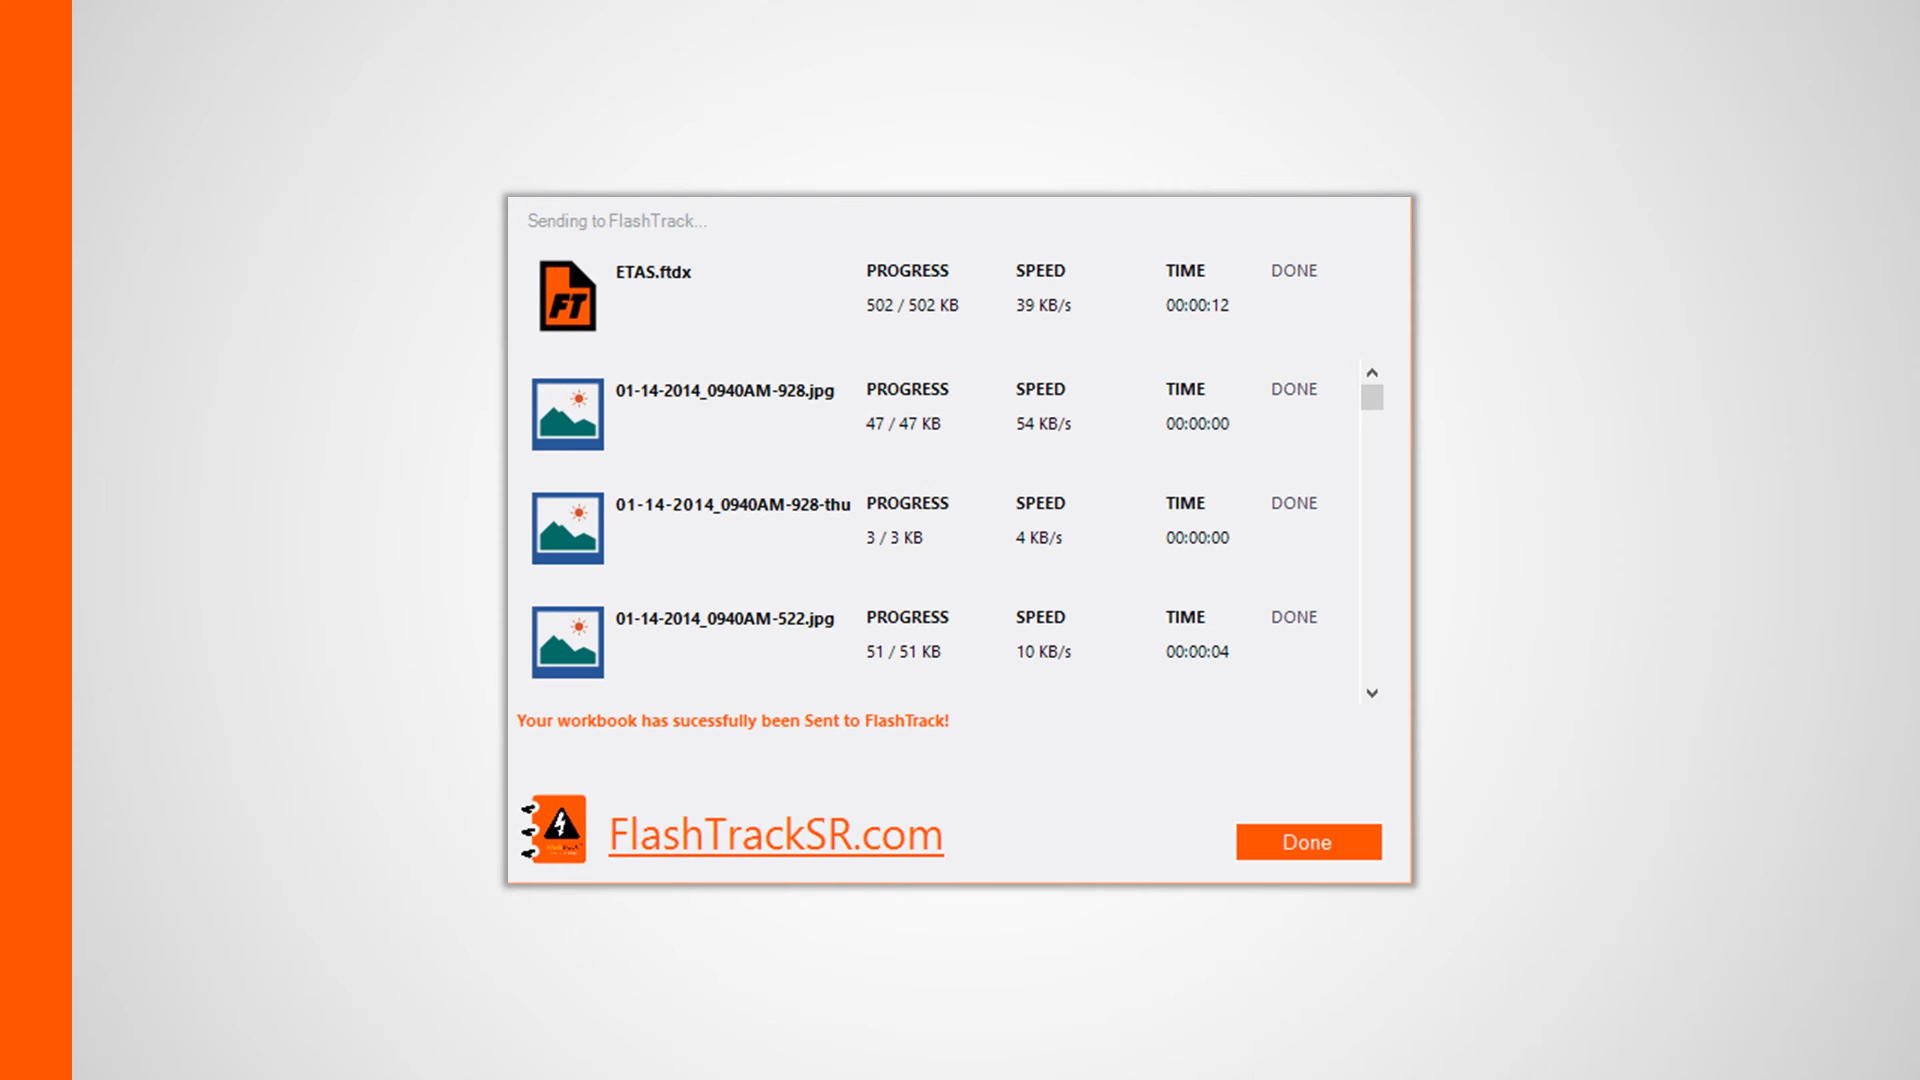 Sending to FlashTrack...
ETAS.ftdx PROGRESS SPEED TIME DONE
502 / 502 KB 39 KB/s 00:00:12
FT
01-14-2014_0940AM-928.jpg PROGRESS SPEED TIME DONE
47 / 47 KB 54 KB/s 00:00:00
01-14-2014_0940AM-928-thu PROGRESS SPEED TIME DONE
3 / 3 KB 4 KB/s 00:00:00
01-14-2014_0940AM-522.jpg PROGRESS SPEED TIME DONE
51 / 51 KB 10 KB/s 00:00:04
Your workbook has sucessfully been Sent to FlashTrack!
FlashTrackSR.com
Done